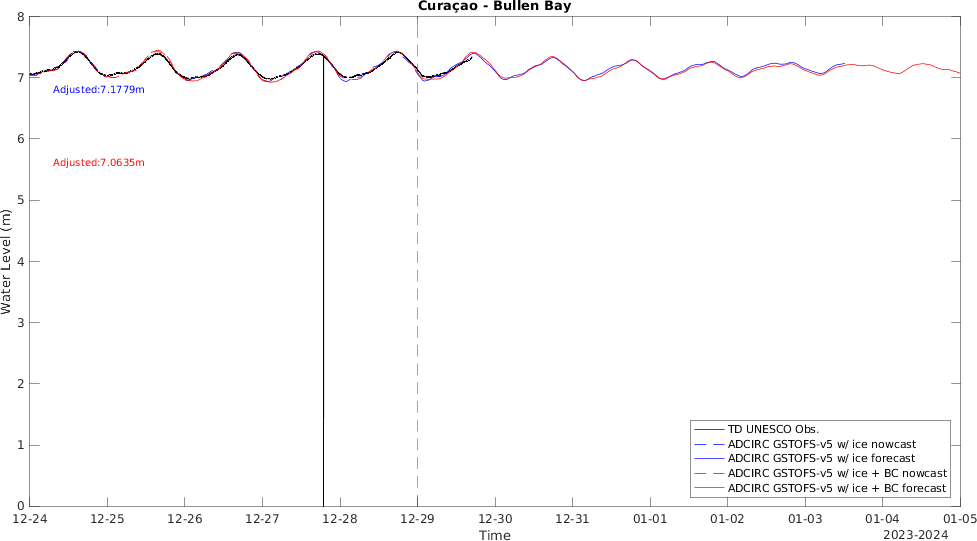 Curaçao - Bullen Bay
8
7
6
5
4
3
2
1
0
Water Level (m)
Adjusted:7.1779m
Adjusted:7.0635m
TD UNESCO Obs.
ADCIRC GSTOFS-v5 w/ ice nowcast
ADCIRC GSTOFS-v5 w/ ice forecast
ADCIRC GSTOFS-v5 w/ ice + BC nowcast
ADCIRC GSTOFS-v5 w/ ice + BC forecast
12-24 12-25 12-26 12-27 12-28 12-29 12-30 12-31 01-01 01-02 01-03 01-04 01-05
Time
2023-2024